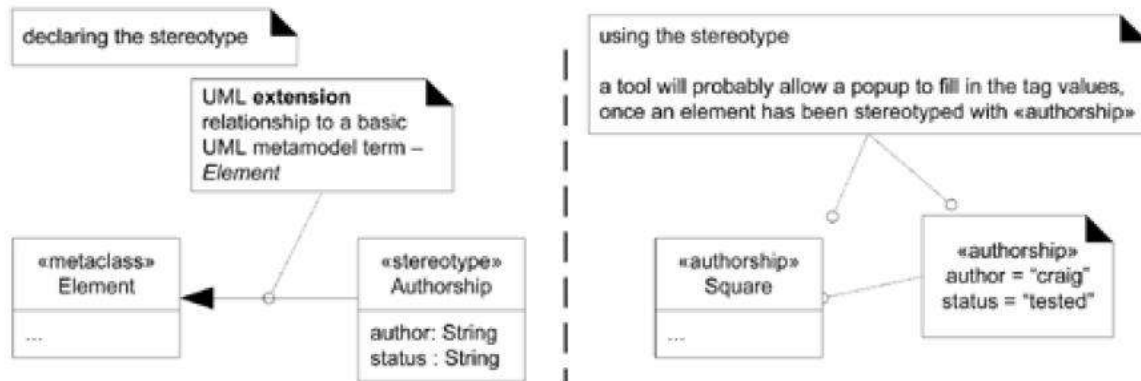 declaring the stereotype
UML extension
relationship to a basic
UML metamodel term –
Element
«metaclass»
Element
...
«stereotype»
Authorship
author: String
status : String
using the stereotype
a tool will probably allow a popup to fill in the tag values,
once an element has been stereotyped with «authorship»
«authorship»
Square
...
«authorship»
author = “craig”
status = “tested”